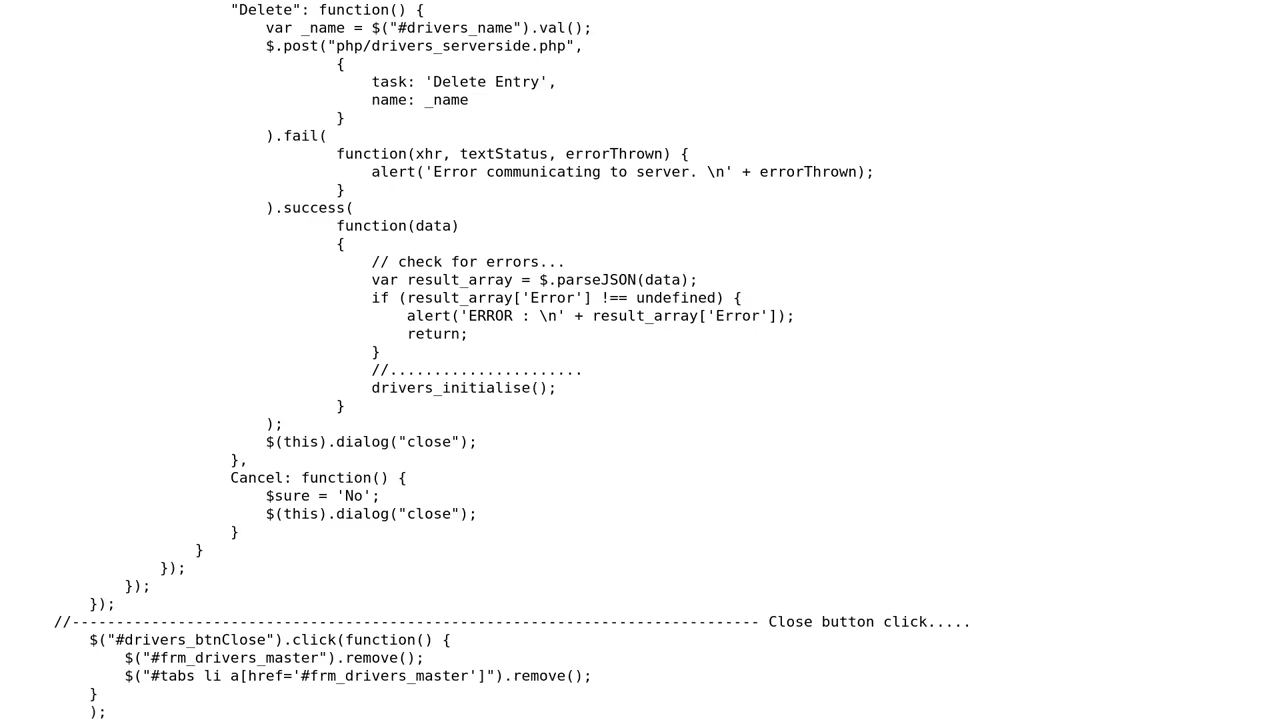 "Delete": function() {
var _name = $("#drivers_name").val();
$.post("php/drivers_serverside.php",
{
task: 'Delete Entry',
name: _name
}
).fail(
function(xhr, textStatus, errorThrown) {
alert('Error communicating to server. \n' + errorThrown);
}
).success(
function(data)
{
// check for errors...
var result_array = $.parseJSON(data);
if (result_array['Error'] !== undefined) {
alert('ERROR : \n' + result_array['Error']);
return;
}
//......................
drivers_initialise();
}
);
$(this).dialog("close");
},
Cancel: function() {
$sure = 'No';
$(this).dialog("close");
}
}
});
});
});
//------------------------------------------------------------------------------ Close button click.....
$("#drivers_btnClose").click(function() {
$("#frm_drivers_master").remove();
$("#tabs li a[href='#frm_drivers_master']").remove();
}
);